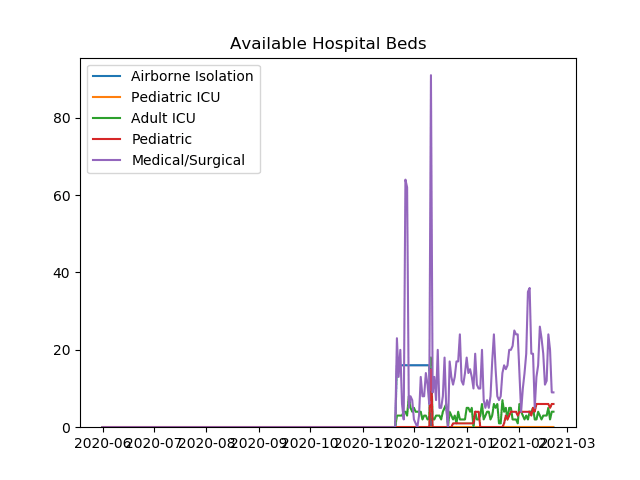 Available Hospital Beds
Airborne Isolation
Pediatric ICU
Adult ICU
Pediatric
Medical/Surgical
80
60
40
20
0
2020-06 2020-07 2020-08 2020-09 2020-10 2020-11 2020-12 2021-01 2021-02 2021-03